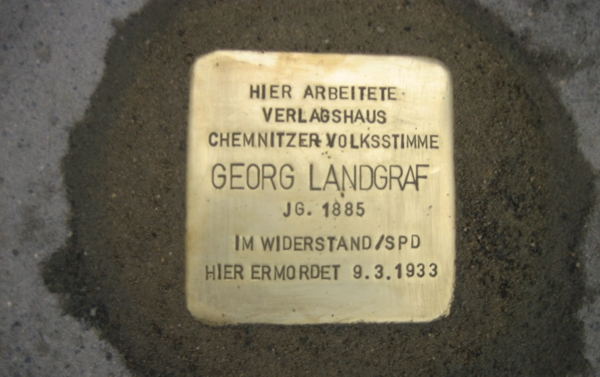 HIER ARBEITETE
VERLAGSHAUS
CHEMNITZER VOLKSSTIMME
GEORG LANDGRAF
JG. 1885
IM WIDERSTAND/SPD
HIER ERMORDET 9.3.1933